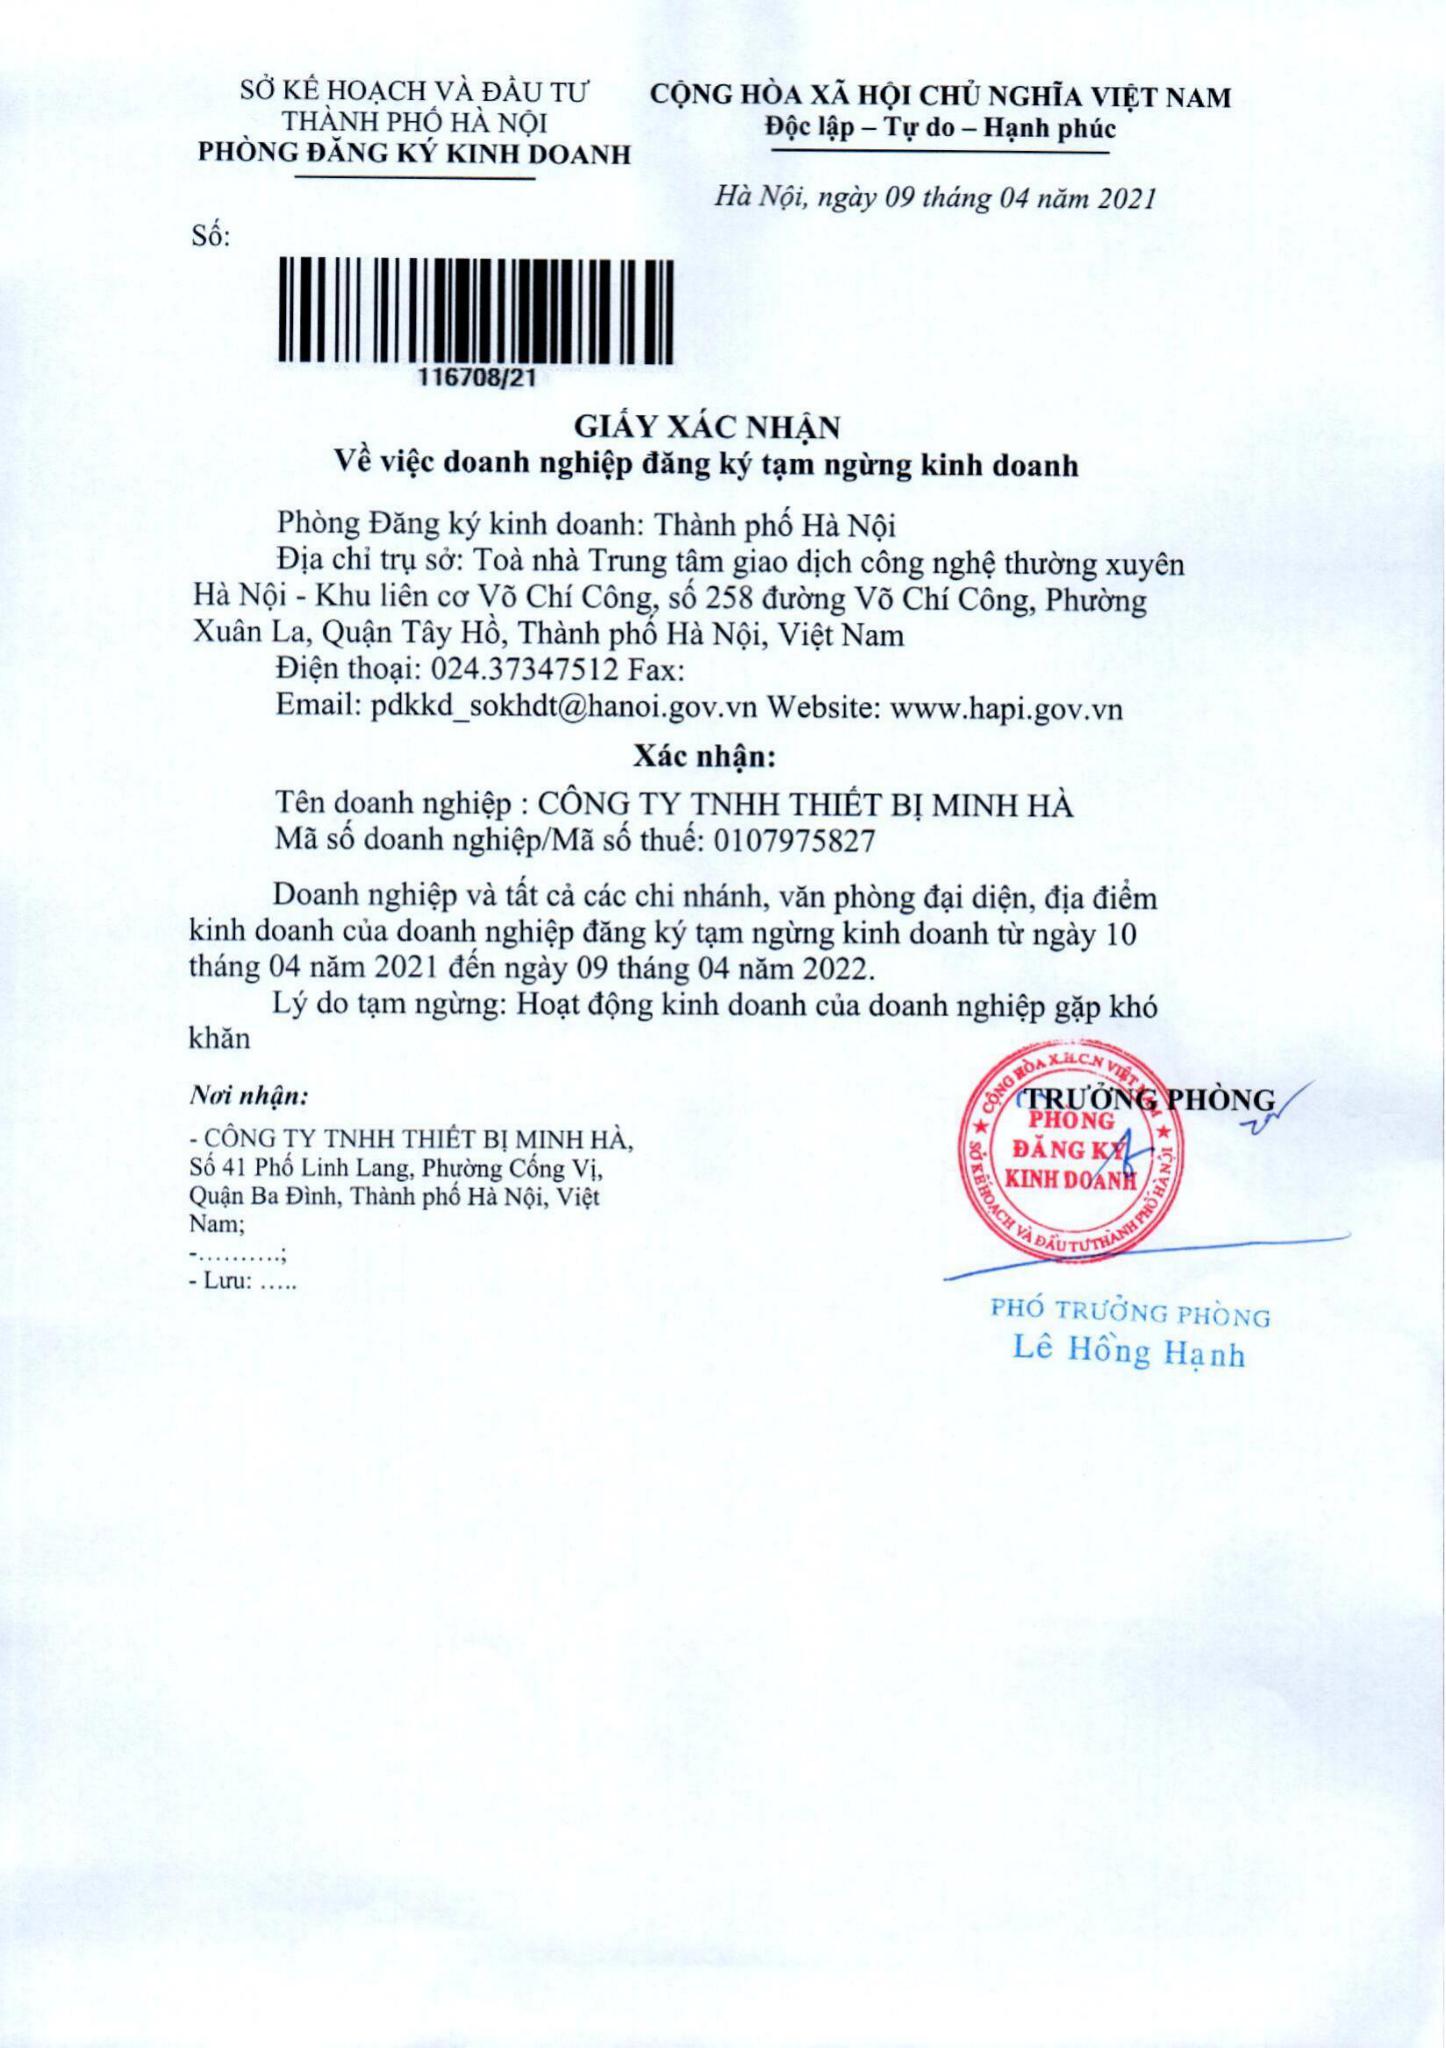 SỞ KẾ HOẠCH VÀ ĐẦU TƯ
THÀNH PHỐ HÀ NỘI
PHÒNG ĐĂNG KÝ KINH DOANH
CỘNG HÒA XÃ HỘI CHỦ NGHĨA VIỆT NAM
Độc lập – Tự do – Hạnh phúc
Hà Nội, ngày 09 tháng 04 năm 2021
Số:
116708/21
GIẤY XÁC NHẬN
Về việc doanh nghiệp đăng ký tạm ngừng kinh doanh
Phòng Đăng ký kinh doanh: Thành phố Hà Nội
Địa chỉ trụ sở: Toà nhà Trung tâm giao dịch công nghệ thường xuyên
Hà Nội - Khu liên cơ Võ Chí Công, số 258 đường Võ Chí Công, Phường
Xuân La, Quận Tây Hồ, Thành phố Hà Nội, Việt Nam
Điện thoại: 024.37347512 Fax:
Email: pdkkd_sokhdt@hanoi.gov.vn Website: www.hapi.gov.vn
Xác nhận:
Tên doanh nghiệp : CÔNG TY TNHH THIẾT BỊ MINH HÀ
Mã số doanh nghiệp/Mã số thuế: 0107975827
Doanh nghiệp và tất cả các chi nhánh, văn phòng đại diện, địa điểm
kinh doanh của doanh nghiệp đăng ký tạm ngừng kinh doanh từ ngày 10
tháng 04 năm 2021 đến ngày 09 tháng 04 năm 2022.
Lý do tạm ngừng: Hoạt động kinh doanh của doanh nghiệp gặp khó
khăn
Nơi nhận:
- CÔNG TY TNHH THIẾT BỊ MINH HÀ,
Số 41 Phố Linh Lang, Phường Cống Vị,
Quận Ba Đình, Thành phố Hà Nội, Việt
Nam;
-……….;
- Lưu: …..
TRƯỞNG PHÒNG
CỘNG HÒA X.H.C.N VIỆT NAM
PHÒNG
ĐĂNG KÝ
KINH DOANH
SỞ KẾ HOẠCH VÀ ĐẦU TƯ THÀNH PHỐ HÀ NỘI
PHÓ TRƯỞNG PHÒNG
Lê Hồng Hạnh